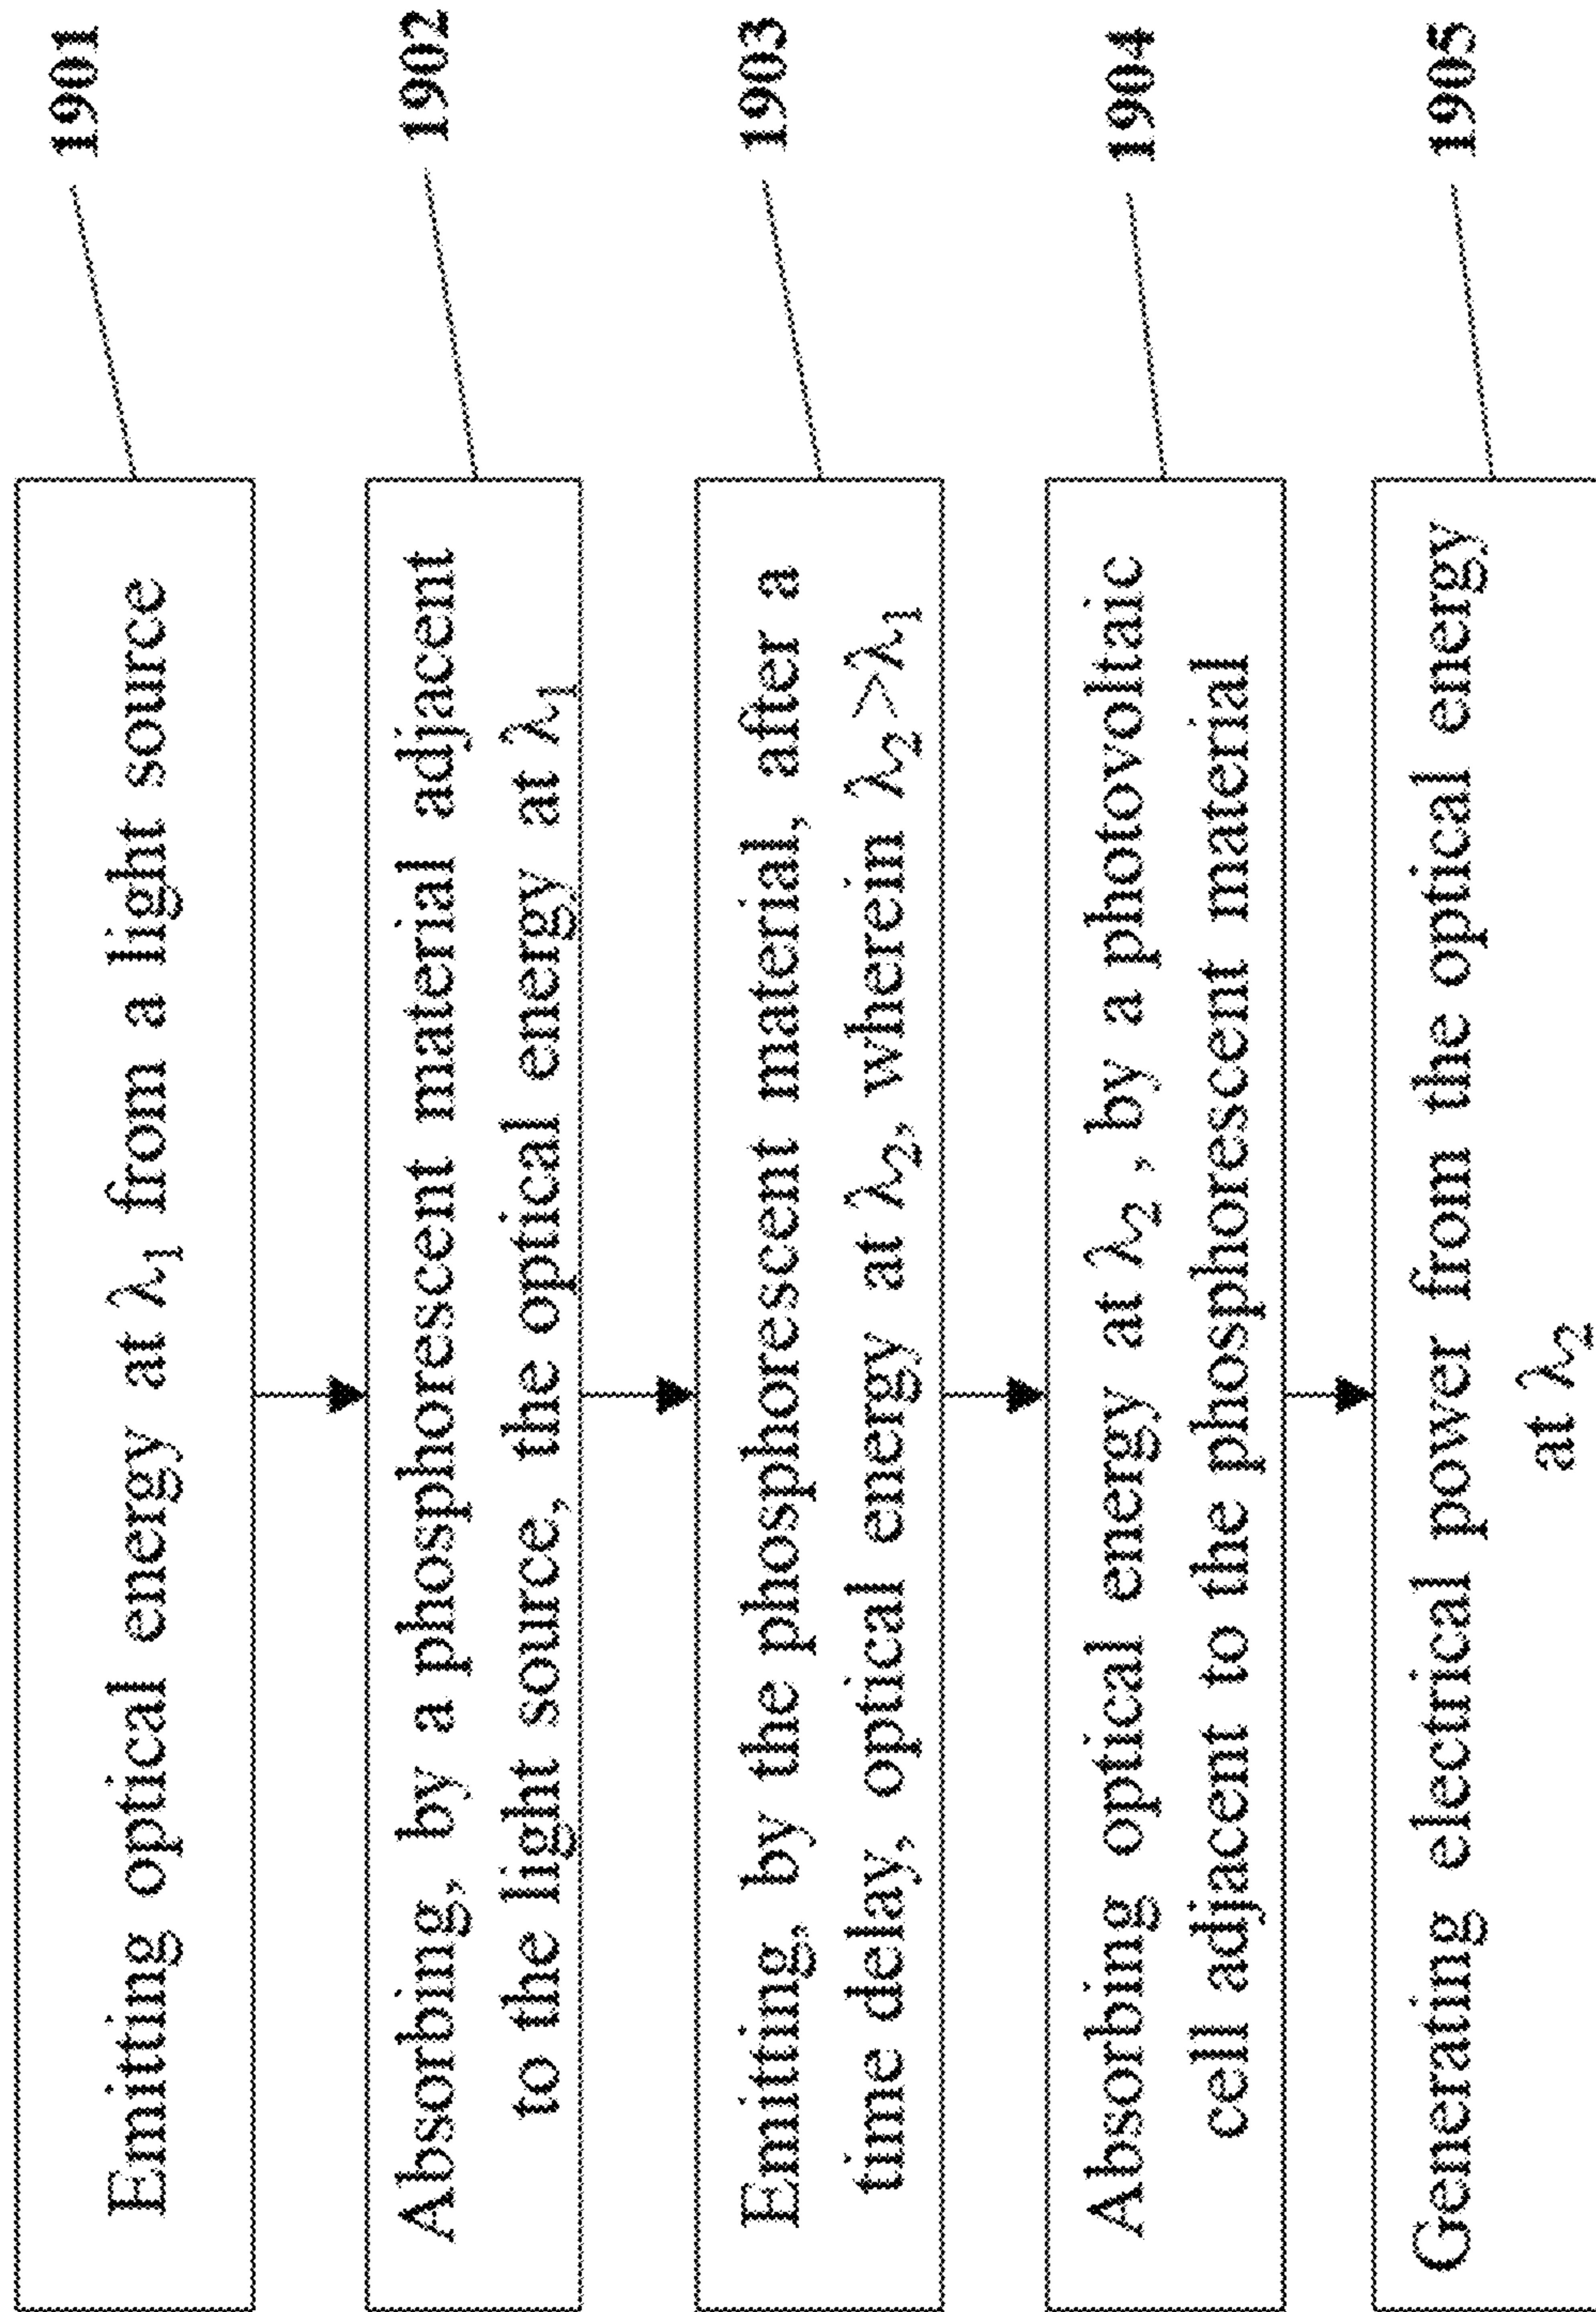 Emitting optical energy at λ₁ from a light source
1901
Absorbing, by a phosphorescent material adjacent
to the light source, the optical energy at λ₁
1902
Emitting, by the phosphorescent material, after a
time delay, optical energy at λ₂, wherein λ₂>λ₁
1903
Absorbing optical energy at λ₂ , by a photovoltaic
cell adjacent to the phosphorescent material
1904
Generating electrical power from the optical energy
at λ₂
1905